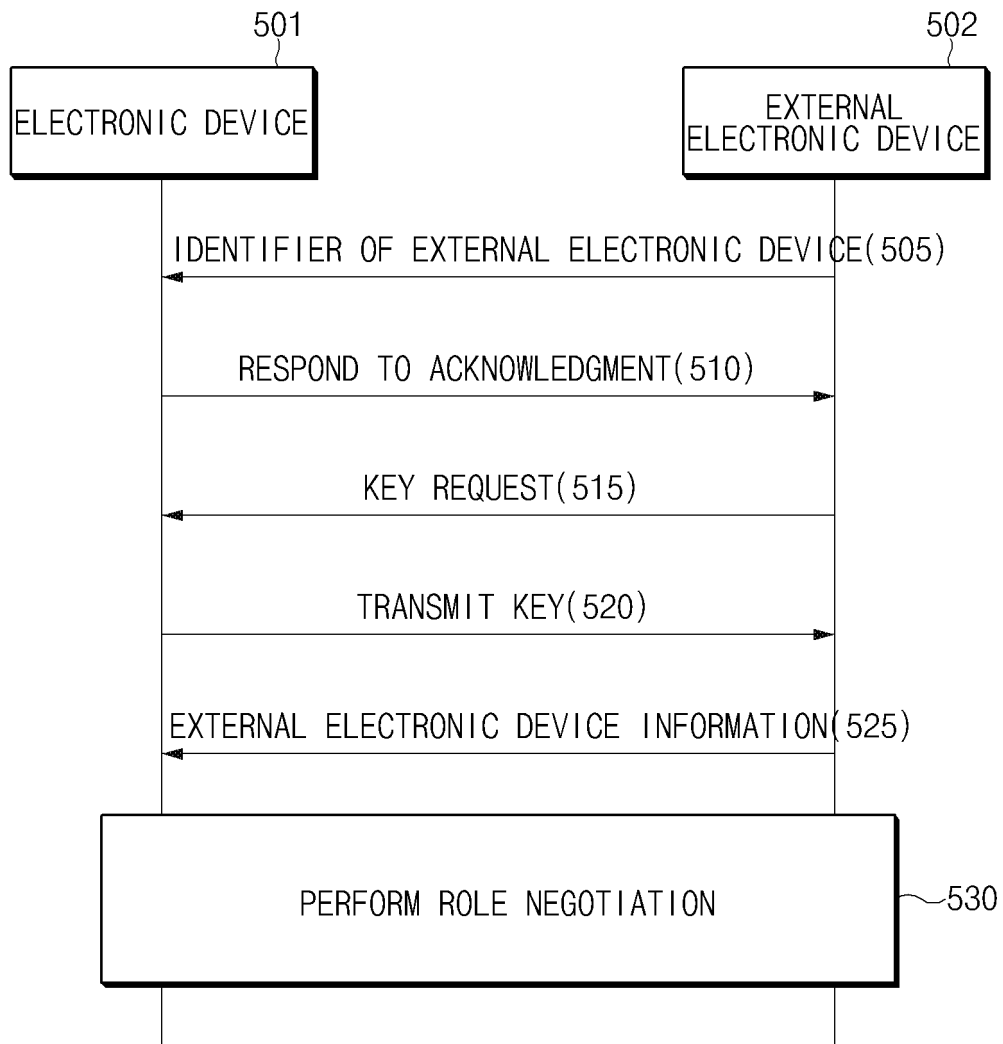 501
502
ELECTRONIC DEVICE
EXTERNAL
ELECTRONIC DEVICE
IDENTIFIER OF EXTERNAL ELECTRONIC DEVICE(505)
RESPOND TO ACKNOWLEDGMENT(510)
KEY REQUEST(515)
TRANSMIT KEY(520)
EXTERNAL ELECTRONIC DEVICE INFORMATION(525)
PERFORM ROLE NEGOTIATION
530